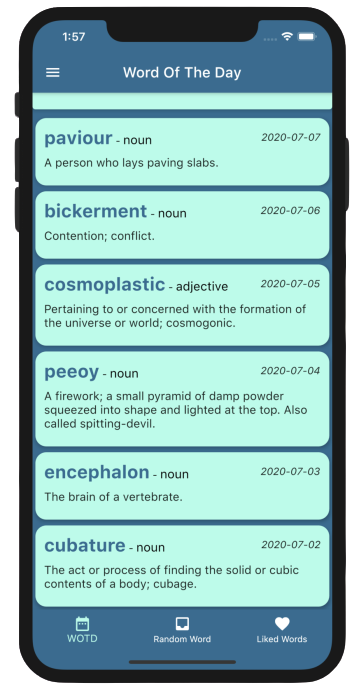 1:57
Word Of The Day
paviour - noun 2020-07-07
A person who lays paving slabs.
bickerment - noun 2020-07-06
Contention; conflict.
cosmoplastic - adjective 2020-07-05
Pertaining to or concerned with the formation of
the universe or world; cosmogonic.
peeoy - noun 2020-07-04
A firework; a small pyramid of damp powder
squeezed into shape and lighted at the top. Also
called spitting-devil.
encephalon - noun 2020-07-03
The brain of a vertebrate.
cubature - noun 2020-07-02
The act or process of finding the solid or cubic
contents of a body; cubage.
WOTD Random Word Liked Words